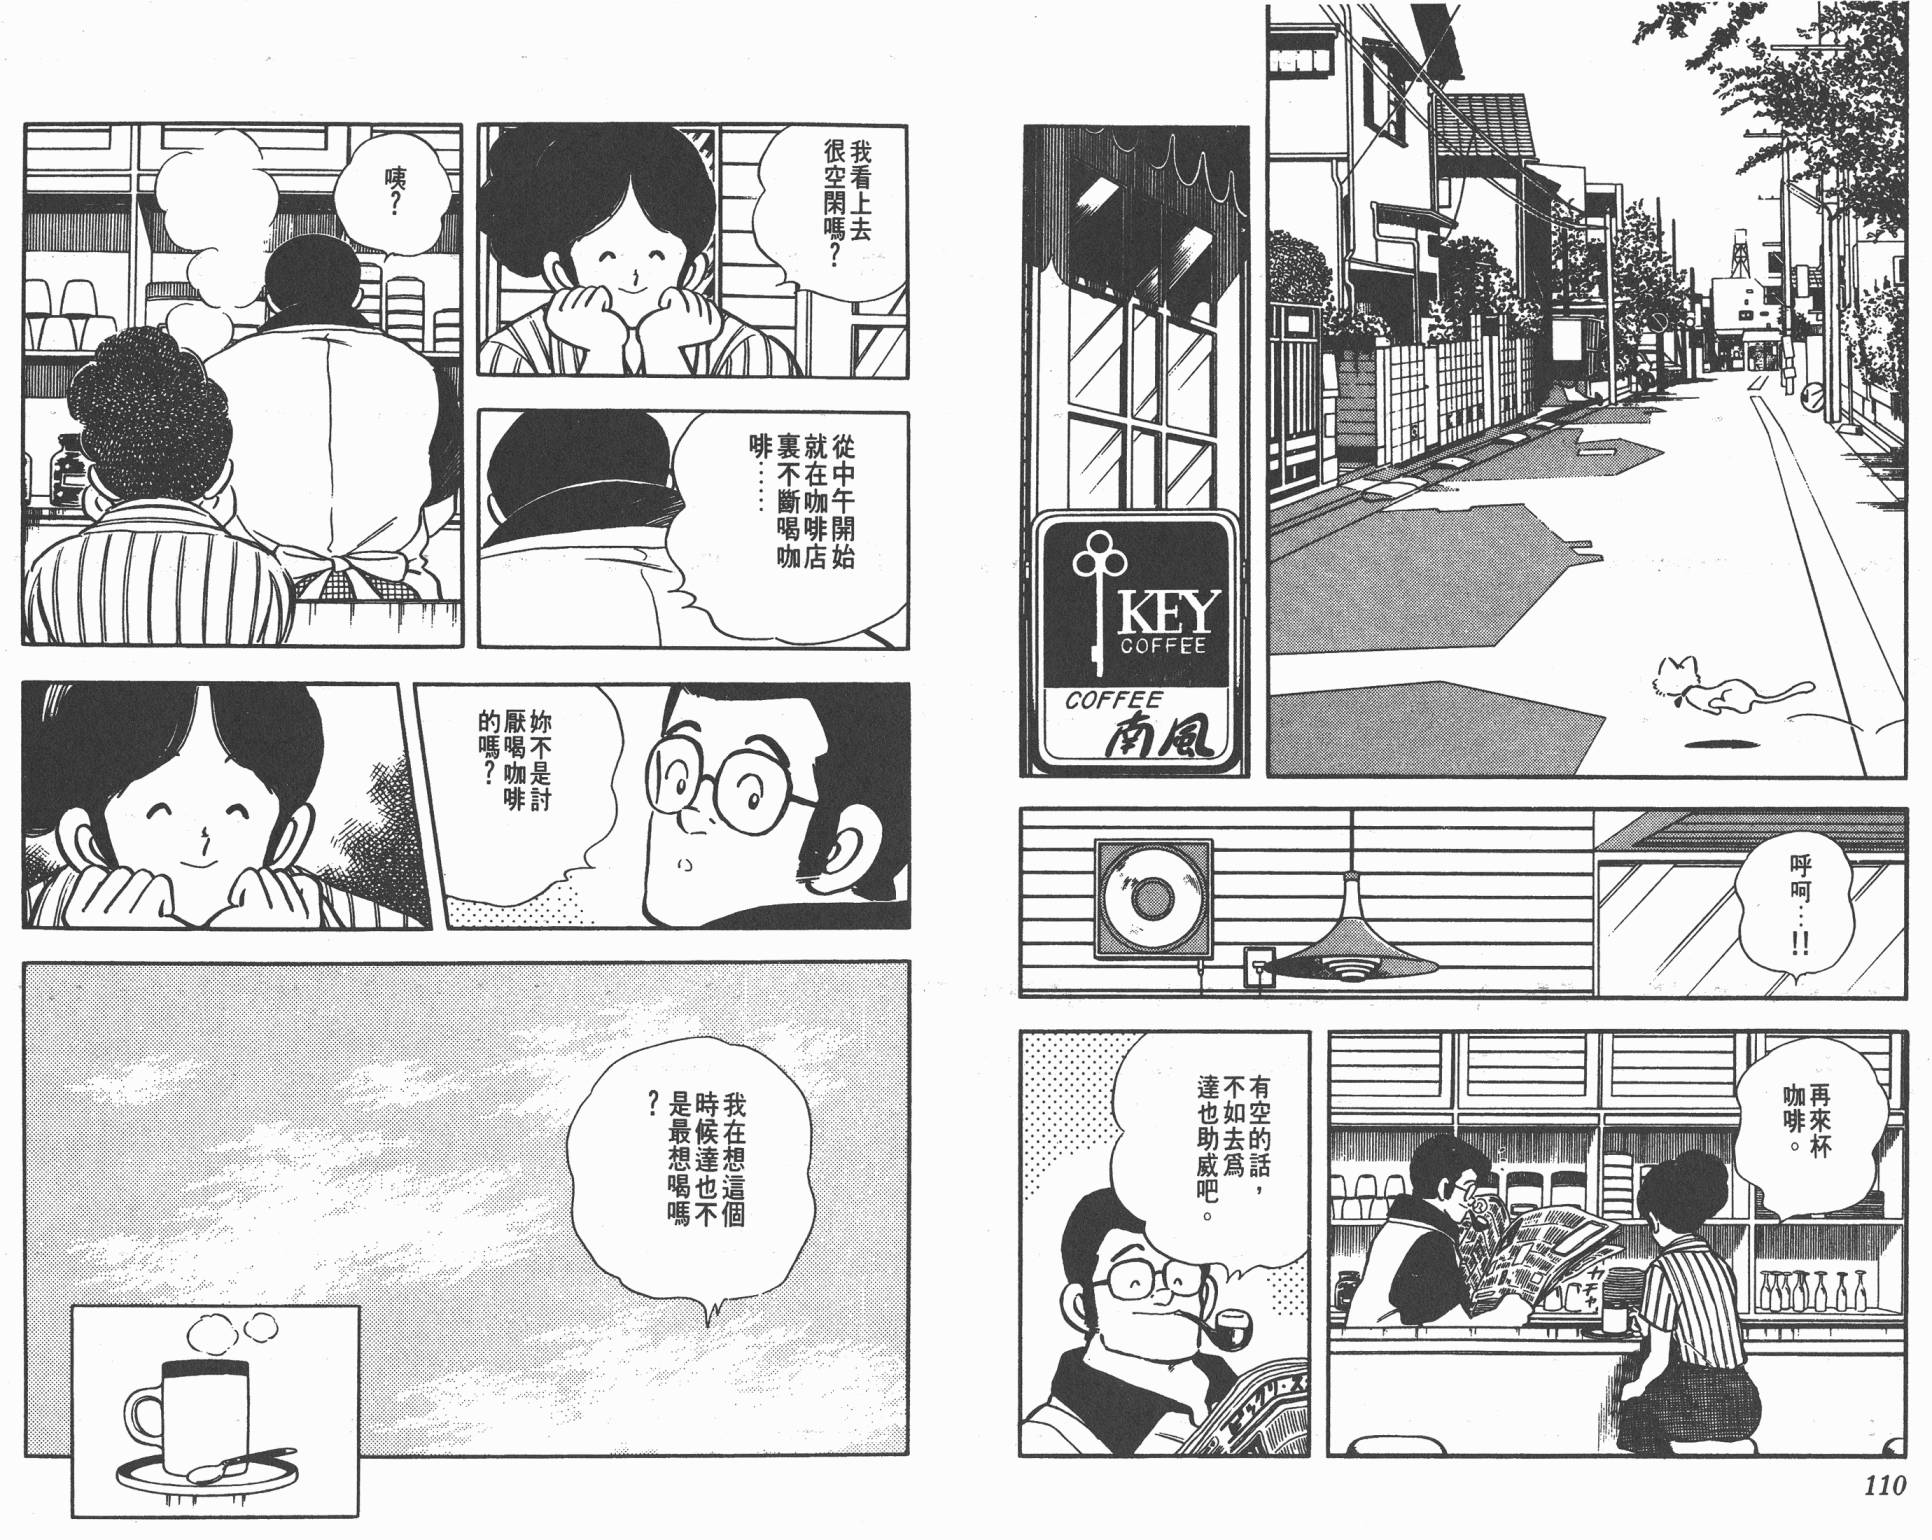 KEY
COFFEE
COFFEE
南風
呼呵…!!
再來杯
咖啡。
カチャ
有空的話,
不如去爲
達也助威吧。
110
我看上去
很空閑嗎?
咦?
從中午開始
就在咖啡店
裏不斷喝咖
啡……
妳不是討
厭喝咖啡
的嗎?
我在想這個
時候達也不
是最想喝嗎
?